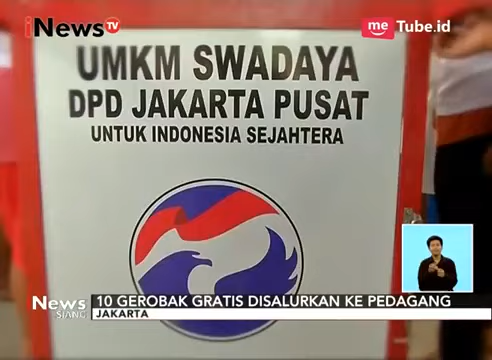 iNews TV
me Tube.id
UMKM SWADAYA
DPD JAKARTA PUSAT
UNTUK INDONESIA SEJAHTERA
News
SIANG
10 GEROBAK GRATIS DISALURKAN KE PEDAGANG
JAKARTA